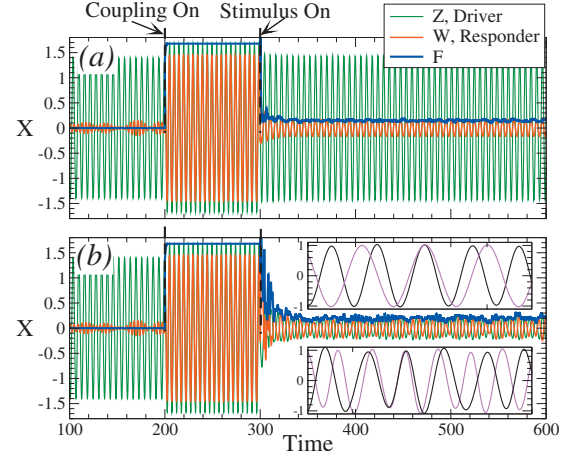 Coupling On Stimulus On
Z, Driver
W, Responder
F
(a)
X
1.5
1
0.5
0
-0.5
-1
-1.5
(b)
X
1.5
1
0.5
0
-0.5
-1
-1.5
1
0
-1
1
0
-1
100 200 300 400 500 600
Time